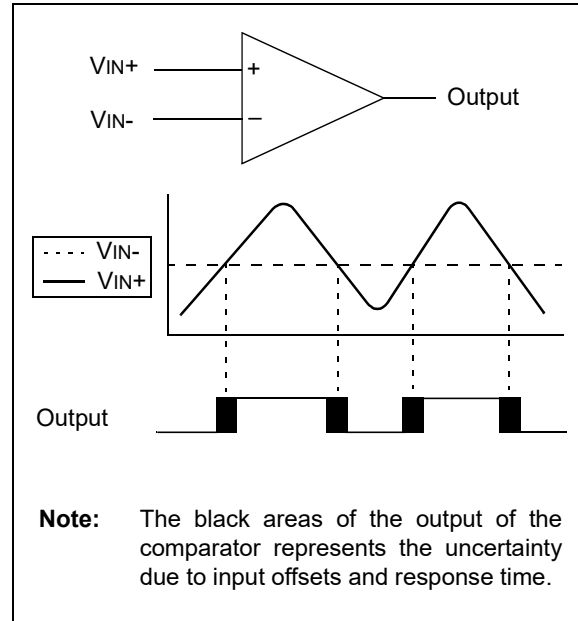 VIN+
+
Output
VIN-
–
VIN-
VIN+
Output
Note: The black areas of the output of the
comparator represents the uncertainty
due to input offsets and response time.